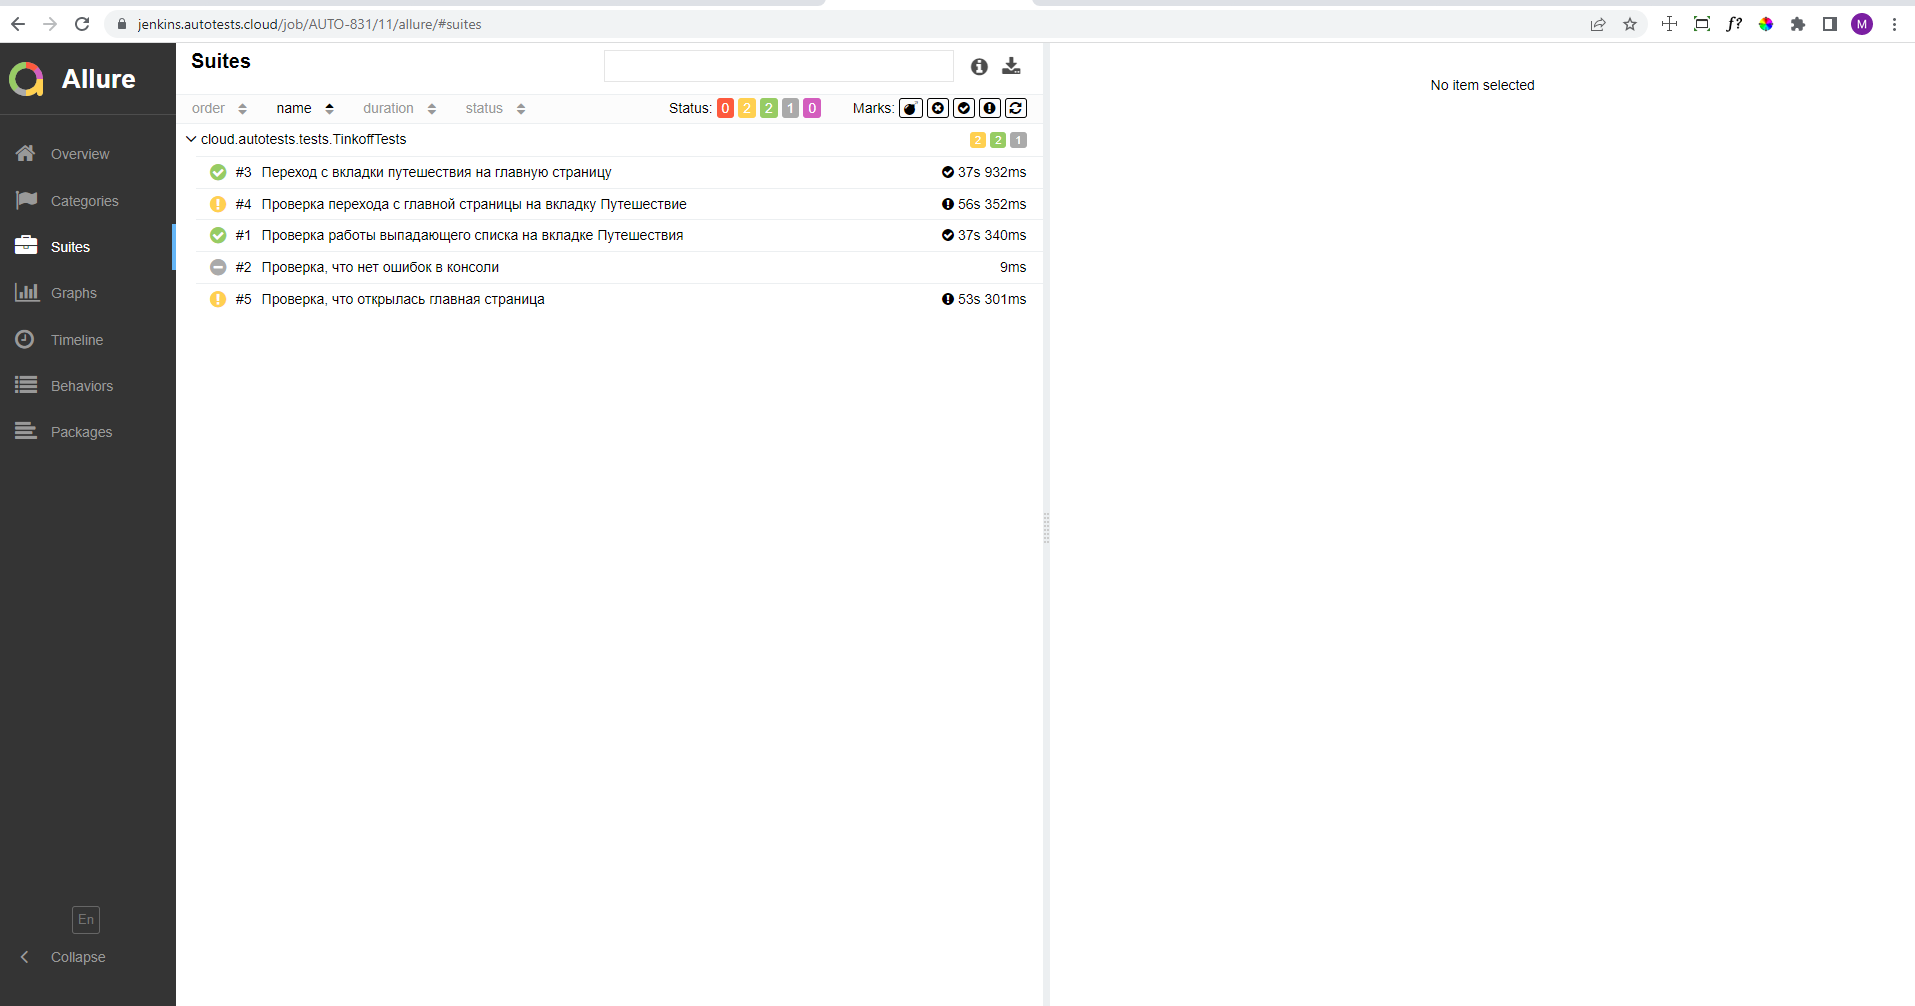 jenkins.autotests.cloud/job/AUTO-831/11/allure/#suites
f?
M
Allure
Overview
Categories
Suites
Graphs
Timeline
Behaviors
Packages
En
Collapse
Suites
order name duration status Status: 0 2 2 1 0 Marks:
cloud.autotests.tests.TinkoffTests 2 2 1
#3 Переход с вкладки путешествия на главную страницу 37s 932ms
#4 Проверка перехода с главной страницы на вкладку Путешествие 56s 352ms
#1 Проверка работы выпадающего списка на вкладке Путешествия 37s 340ms
#2 Проверка, что нет ошибок в консоли 9ms
#5 Проверка, что открылась главная страница 53s 301ms
No item selected